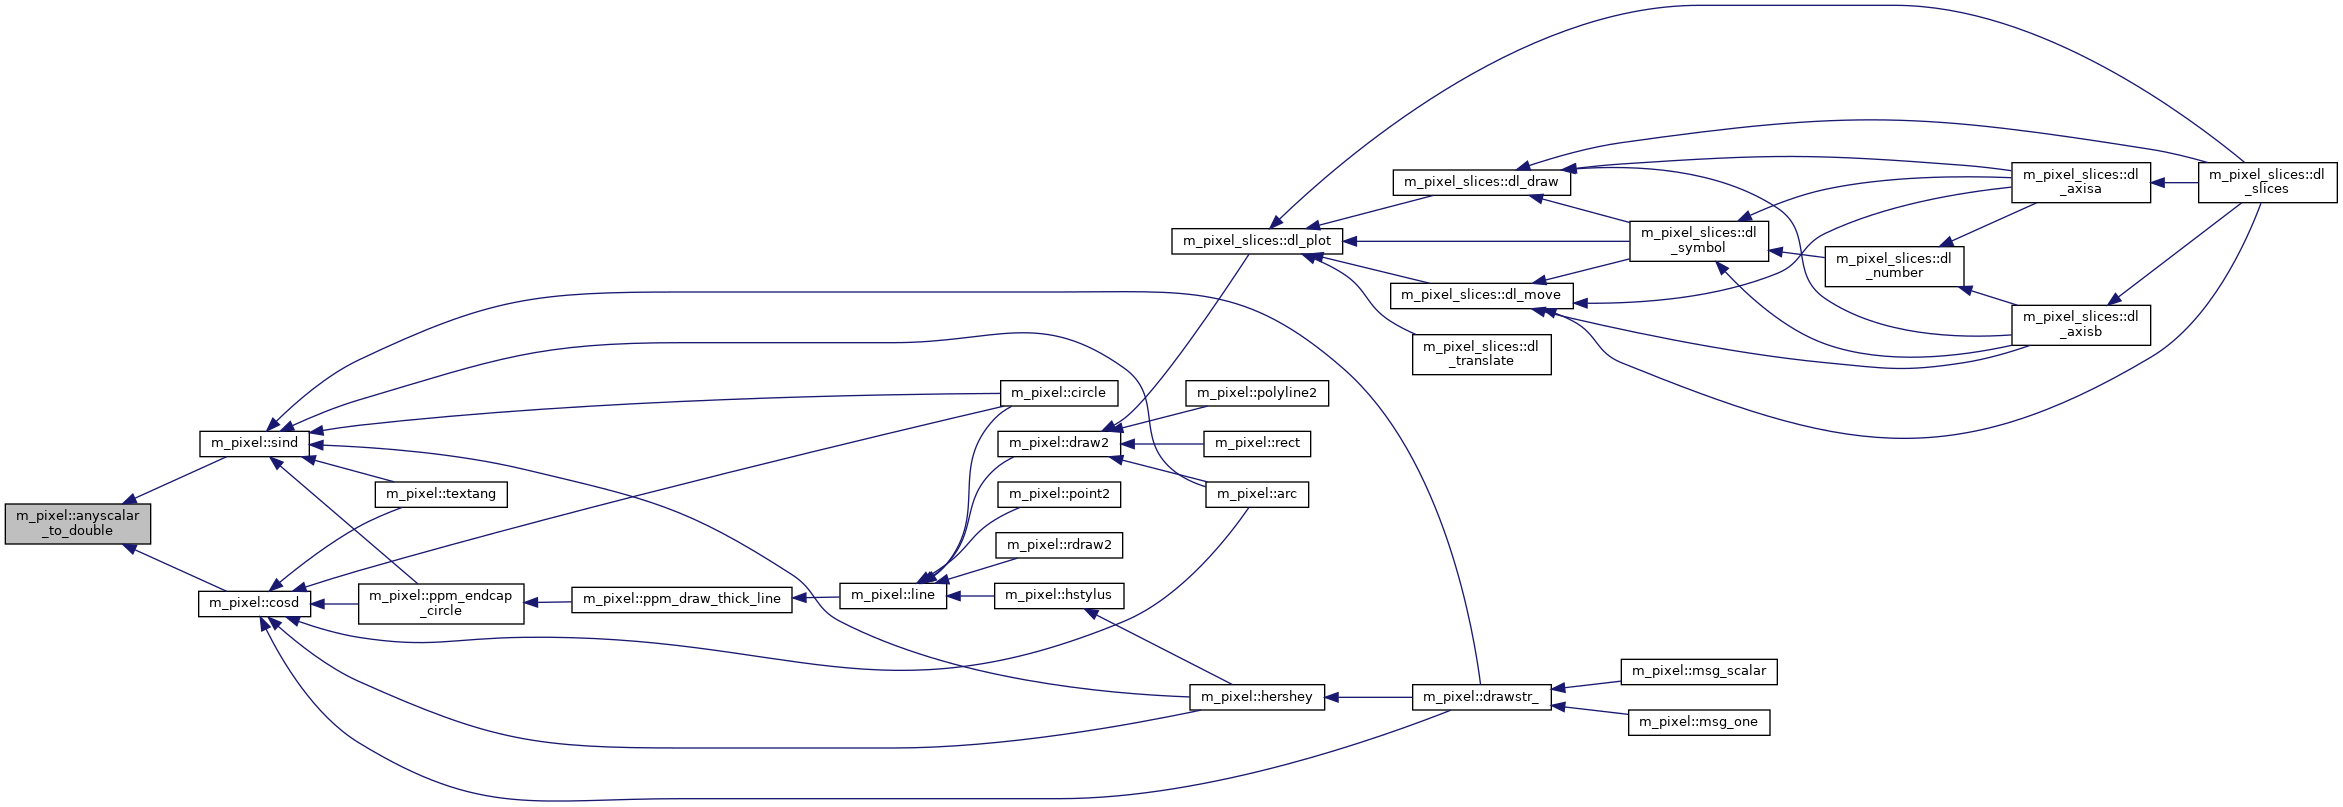 m_pixel::anyscalar
_to_double
m_pixel::sind
m_pixel::cosd
m_pixel::textang
m_pixel::ppm_endcap
_circle
m_pixel::ppm_draw_thick_line
m_pixel::line
m_pixel::circle
m_pixel::draw2
m_pixel::point2
m_pixel::rdraw2
m_pixel::hstylus
m_pixel_slices::dl_plot
m_pixel::polyline2
m_pixel::rect
m_pixel::arc
m_pixel::hershey
m_pixel_slices::dl_draw
m_pixel_slices::dl_move
m_pixel_slices::dl
_translate
m_pixel::drawstr_
m_pixel_slices::dl
_symbol
m_pixel::msg_scalar
m_pixel::msg_one
m_pixel_slices::dl
_number
m_pixel_slices::dl
_axisa
m_pixel_slices::dl
_axisb
m_pixel_slices::dl
_slices